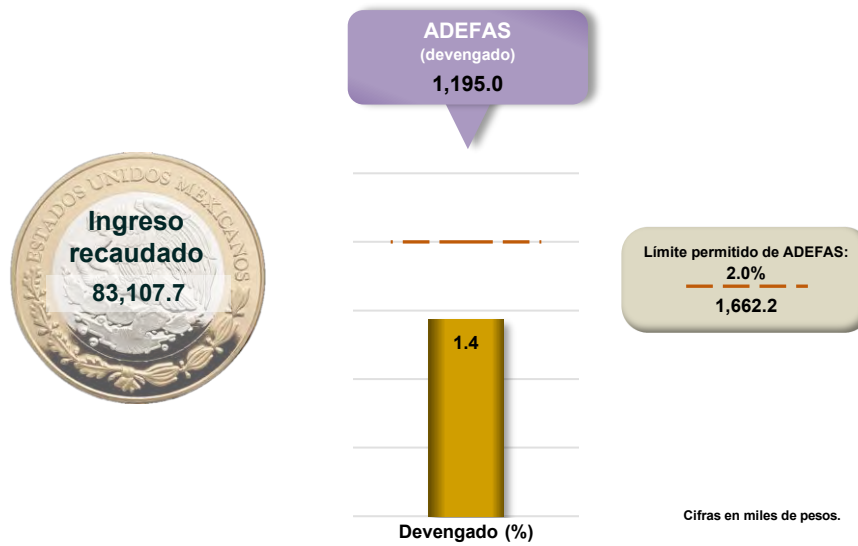 ADEFAS
(devengado)
1,195.0
ESTADOS UNIDOS MEXICANOS
Ingreso
recaudado
83,107.7
Límite permitido de ADEFAS:
2.0%
1,662.2
1.4
Devengado (%)
Cifras en miles de pesos.